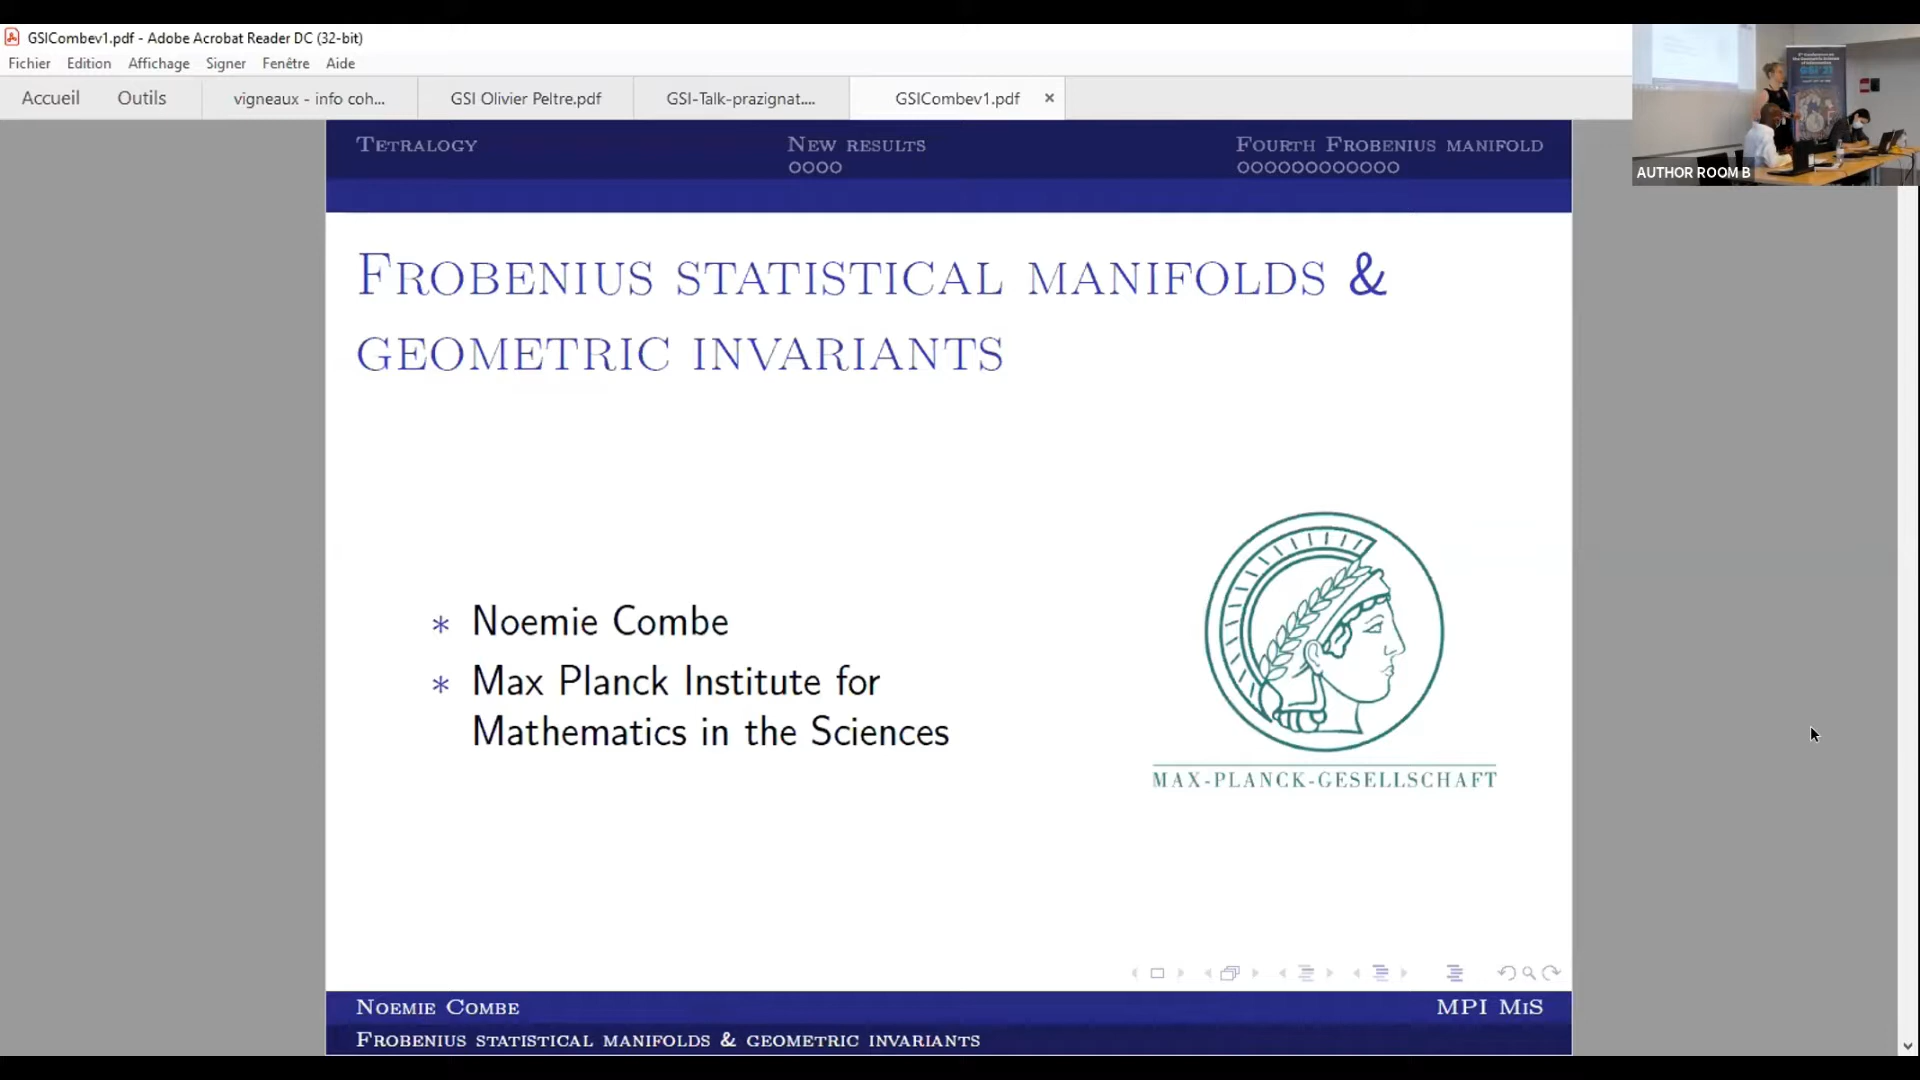 GSICombev1.pdf - Adobe Acrobat Reader DC (32-bit)
Fichier Edition Affichage Signer Fenêtre Aide
Accueil Outils vigneaux - info coh... GSI Olivier Peltre.pdf GSI-Talk-prazignat.... GSICombev1.pdf ×
AUTHOR ROOM B
Tetralogy New results Fourth Frobenius manifold
Frobenius statistical manifolds &
geometric invariants
* Noemie Combe
* Max Planck Institute for
Mathematics in the Sciences
MAX-PLANCK-GESELLSCHAFT
Noemie Combe MPI MiS
Frobenius statistical manifolds & geometric invariants